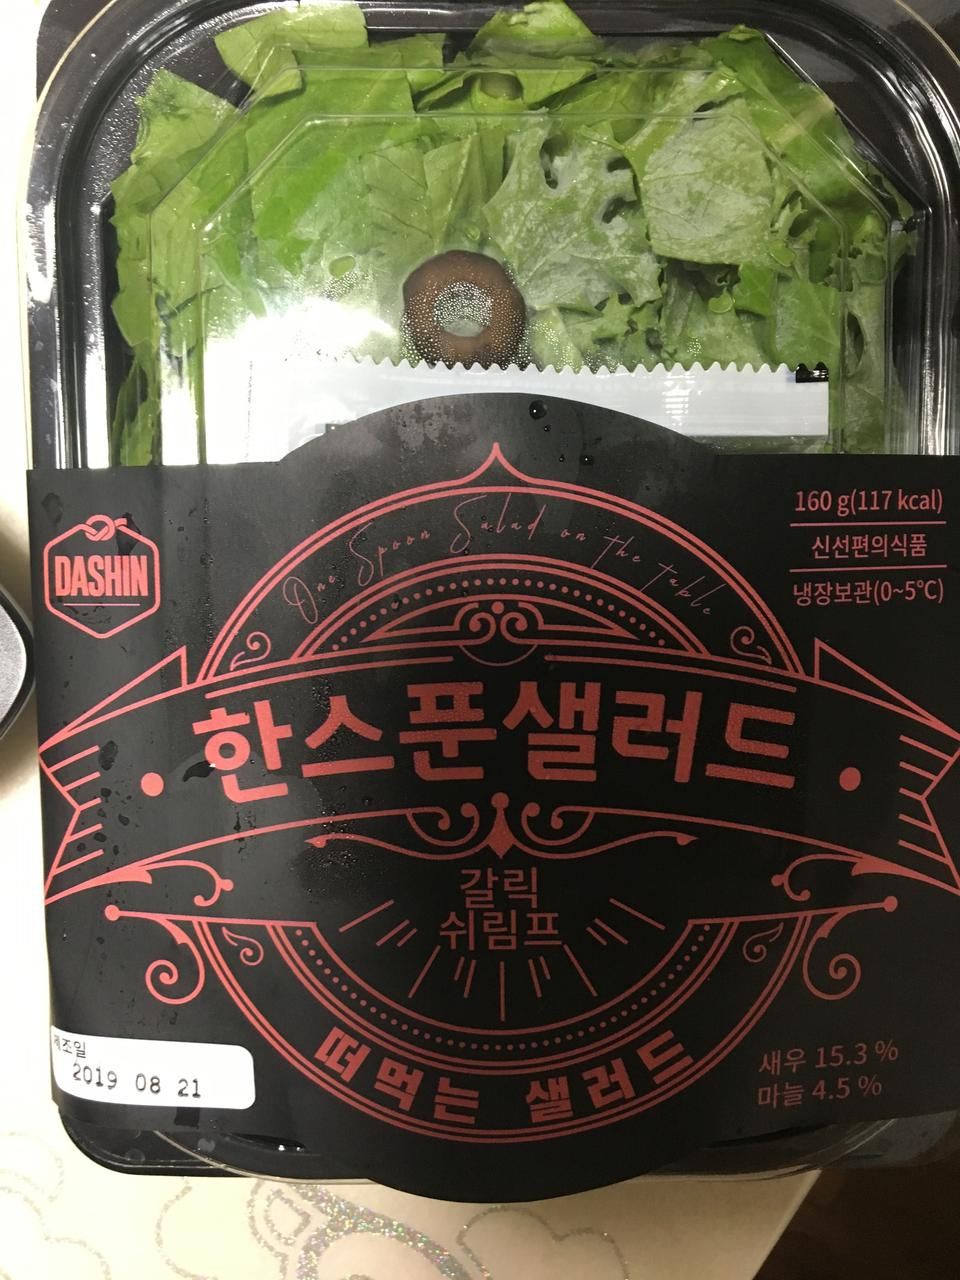 160 g(117 kcal)
신선편의식품
냉장보관(0~5℃)
DASHIN
One Spoon Salad on the table
한스푼샐러드
갈릭
쉬림프
떠먹는 샐러드
제조일
2019 08 21
새우 15.3 %
마늘 4.5 %